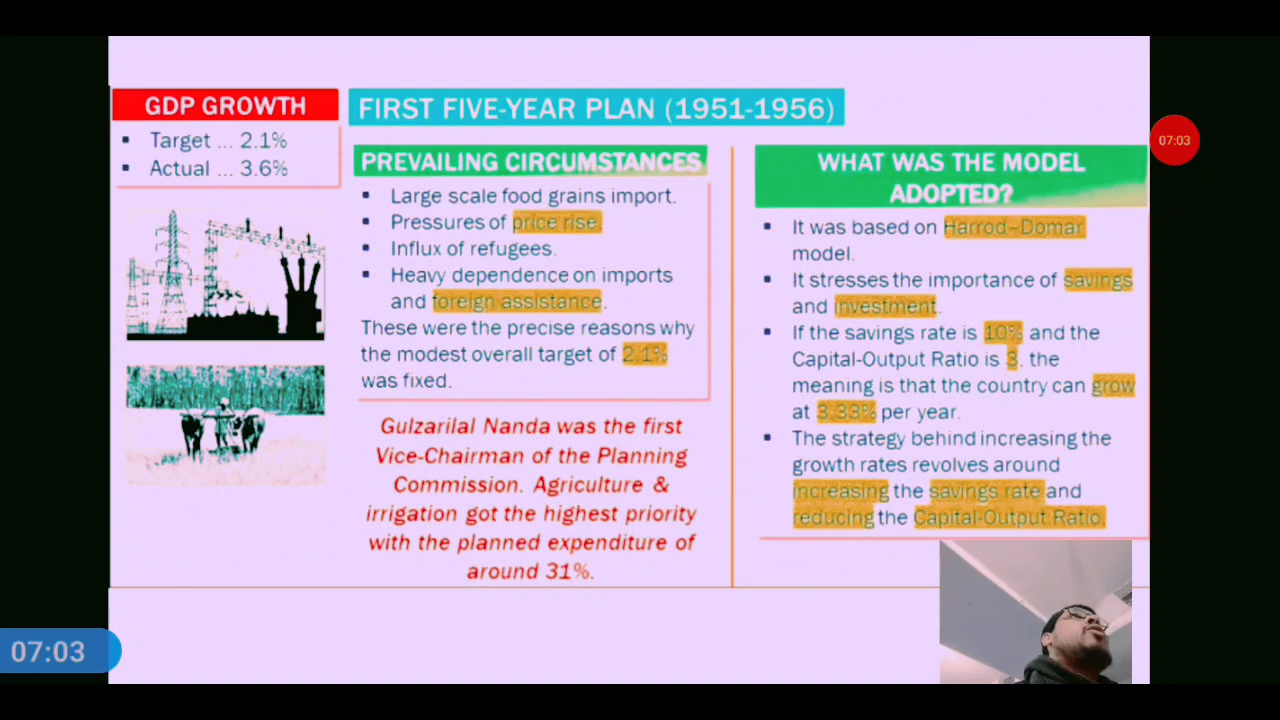 GDP GROWTH
▪ Target ... 2.1%
▪ Actual ... 3.6%
FIRST FIVE-YEAR PLAN (1951-1956)
PREVAILING CIRCUMSTANCES
▪ Large scale food grains import.
▪ Pressures of price rise.
▪ Influx of refugees.
▪ Heavy dependence on imports
and foreign assistance.
These were the precise reasons why
the modest overall target of 2.1%
was fixed.
Gulzarilal Nanda was the first
Vice-Chairman of the Planning
Commission. Agriculture &
irrigation got the highest priority
with the planned expenditure of
around 31%.
WHAT WAS THE MODEL
ADOPTED?
▪ It was based on Harrod–Domar
model.
▪ It stresses the importance of savings
and investment.
▪ If the savings rate is 10% and the
Capital-Output Ratio is 3. the
meaning is that the country can grow
at 3.33% per year.
▪ The strategy behind increasing the
growth rates revolves around
increasing the savings rate and
reducing the Capital-Output Ratio.
07:03
07:03